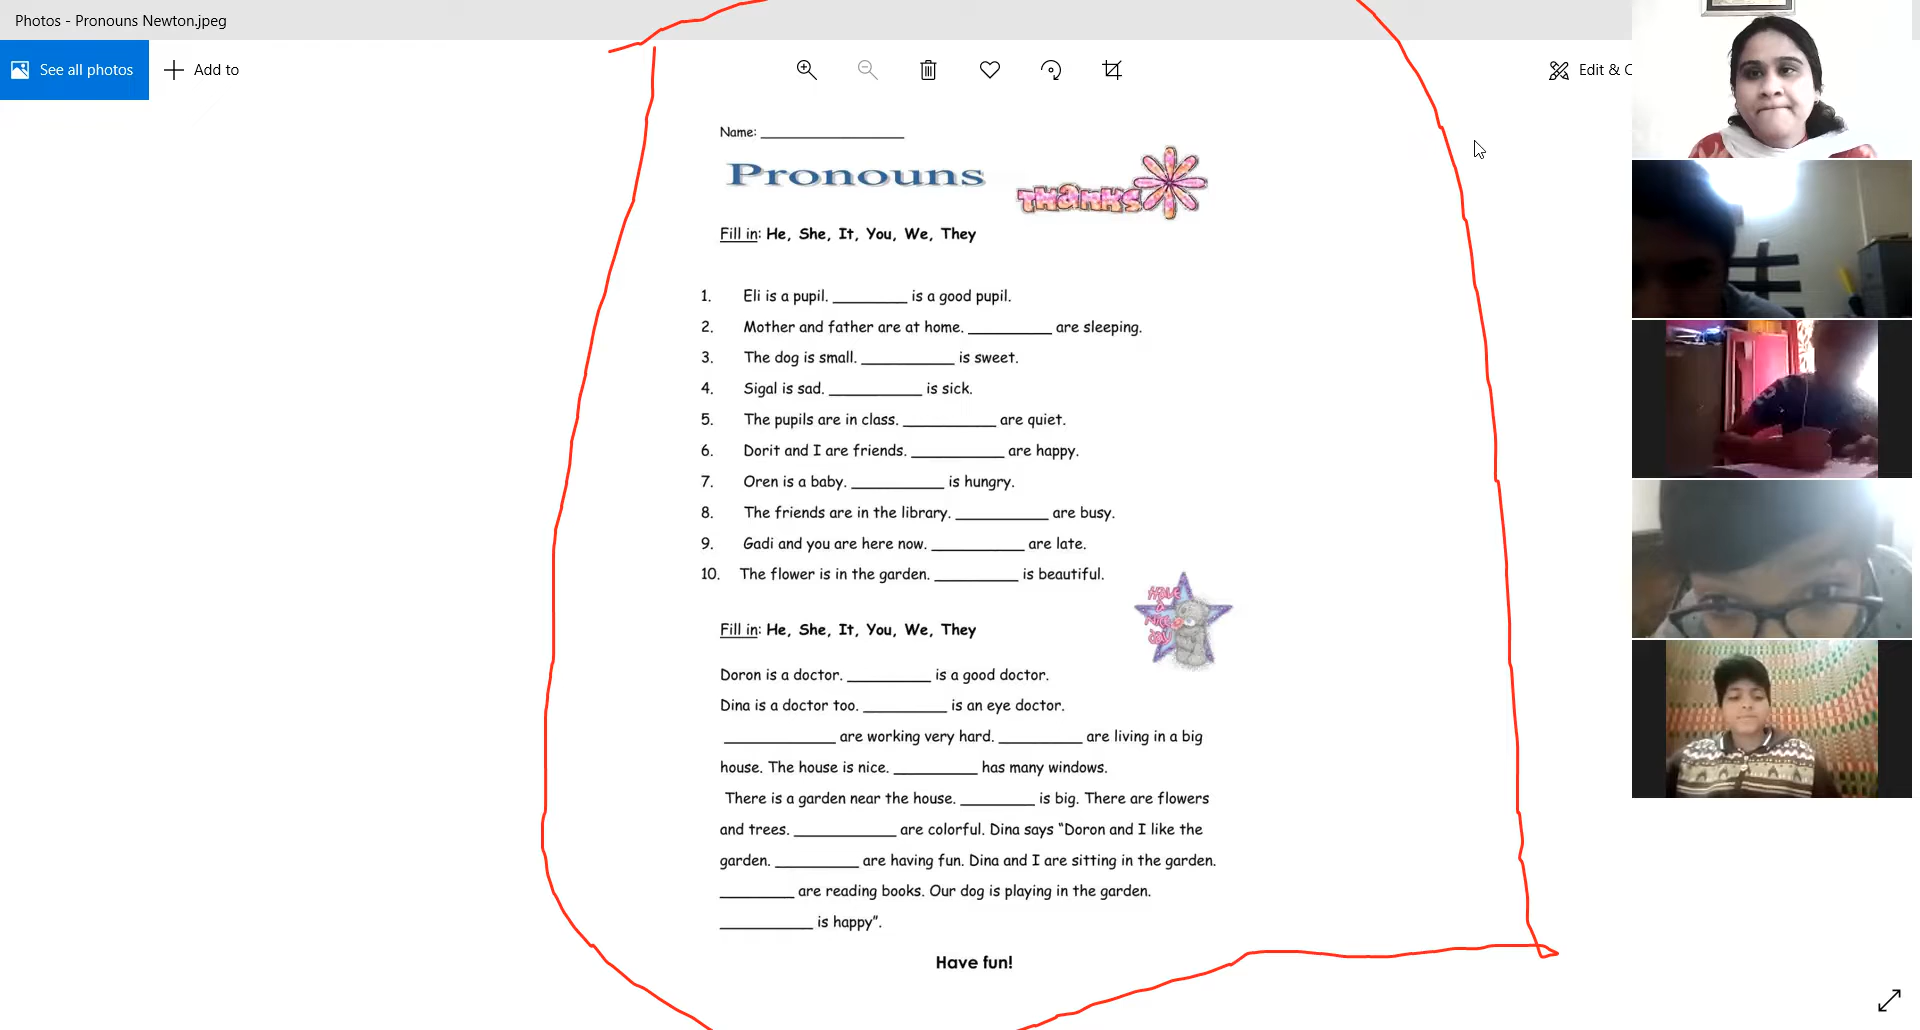 Photos - Pronouns Newton.jpeg
See all photos
Add to
Edit & C
Name: __________________
Pronouns
Thanks
Fill in: He, She, It, You, We, They
1. Eli is a pupil. ________ is a good pupil.
2. Mother and father are at home. _________ are sleeping.
3. The dog is small. __________ is sweet.
4. Sigal is sad. __________ is sick.
5. The pupils are in class. __________ are quiet.
6. Dorit and I are friends. __________ are happy.
7. Oren is a baby. __________ is hungry.
8. The friends are in the library. __________ are busy.
9. Gadi and you are here now. __________ are late.
10. The flower is in the garden. _________ is beautiful.
Have
a
Nice
day
Fill in: He, She, It, You, We, They
Doron is a doctor. _________ is a good doctor.
Dina is a doctor too. _________ is an eye doctor.
____________ are working very hard. _________ are living in a big
house. The house is nice. _________ has many windows.
There is a garden near the house. ________ is big. There are flowers
and trees. ___________ are colorful. Dina says “Doron and I like the
garden. _________ are having fun. Dina and I are sitting in the garden.
________ are reading books. Our dog is playing in the garden.
__________ is happy”.
Have fun!